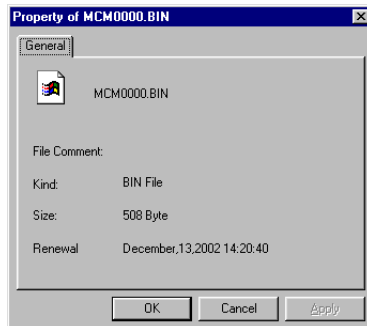 Property of MCM0000.BIN
General
MCM0000.BIN
File Comment:
Kind: BIN File
Size: 508 Byte
Renewal December,13,2002 14:20:40
OK Cancel Apply